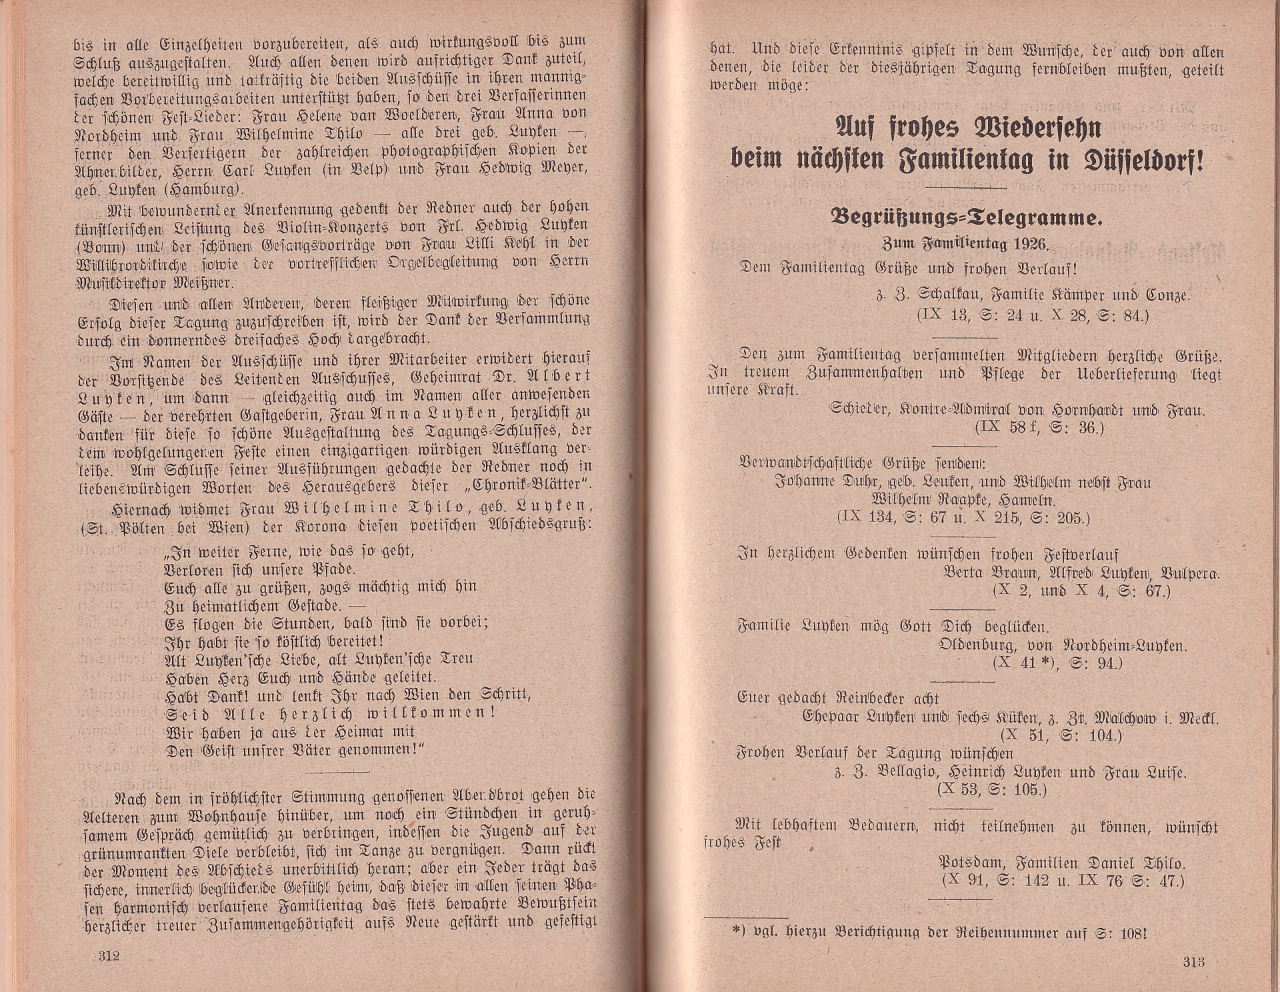 bis in alle Einzelheiten vorzubereiten, als auch wirkungsvoll bis zum
Schluß auszugestalten. Auch allen denen wird aufrichtiger Dank zuteil,
welche bereitwillig und tatkräftig die beiden Ausschüsse in ihren mannig-
fachen Vorbereitungsarbeiten unterstützt haben, so den drei Verfasserinnen
der schönen Fest-Lieder: Frau Helene van Woelderen, Frau Anna von
Nordheim und Frau Wilhelmine Thilo — alle drei geb. Luyken —,
ferner den Verfertigern der zahlreichen photographischen Kopien der
Ahnenbilder, Herrn Carl Luyken (in Velp) und Frau Hedwig Meyer,
geb. Luyken (Hamburg).
Mit bewundernder Anerkennung gedenkt der Redner auch der hohen
künstlerischen Leistung des Violin-Konzerts von Frl. Hedwig Luyken
(Bonn) und der schönen Gesangsvorträge von Frau Lilli Kehl in der
Willibrordikirche sowie der vortrefflichen Orgelbegleitung von Herrn
Musikdirektor Meißner.
Diesen und allen Anderen, deren fleißiger Mitwirkung der schöne
Erfolg dieser Tagung zuzuschreiben ist, wird der Dank der Versammlung
durch ein donnerndes dreifaches Hoch dargebracht.
Im Namen der Ausschüsse und ihrer Mitarbeiter erwidert hierauf
der Vorsitzende des Leitenden Ausschusses, Geheimrat Dr. Albert
Luyken, um dann — gleichzeitig auch im Namen aller anwesenden
Gäste — der verehrten Gastgeberin, Frau Anna Luyken, herzlichst zu
danken für diese so schöne Ausgestaltung des Tagungs-Schlusses, der
dem wohlgelungenen Feste einen einzigartigen würdigen Ausklang ver-
leihe. Am Schlusse seiner Ausführungen gedachte der Redner noch in
liebenswürdigen Worten des Herausgebers dieser „Chronik-Blätter“.
Hiernach widmet Frau Wilhelmine Thilo, geb. Luyken,
(St. Pölten bei Wien) der Korona diesen poetischen Abschiedsgruß:
„In weiter Ferne, wie das so geht,
Verloren sich unsere Pfade.
Euch alle zu grüßen, zogs mächtig mich hin
Zu heimatlichem Gestade. —
Es flogen die Stunden, bald sind sie vorbei;
Ihr habt sie so köstlich bereitet!
Alt Luyken'sche Liebe, alt Luyken'sche Treu
Haben Herz Euch und Hände geleitet.
Habt Dank! und lenkt Ihr nach Wien den Schritt,
Seid Alle herzlich willkommen!
Wir haben ja aus der Heimat mit
Den Geist unsrer Väter genommen!“
Nach dem in fröhlichster Stimmung genossenen Abendbrot gehen die
Aelteren zum Wohnhause hinüber, um noch ein Stündchen in geruh-
samem Gespräch gemütlich zu verbringen, indessen die Jugend auf der
grünumrankten Diele verbleibt, sich im Tanze zu vergnügen. Dann rückt
der Moment des Abschieds unerbittlich heran; aber ein Jeder trägt das
sichere, innerlich beglückende Gefühl heim, daß dieser in allen seinen Pha-
sen harmonisch verlaufene Familientag das stets bewahrte Bewußtsein
herzlicher treuer Zusammengehörigkeit aufs Neue gestärkt und gefestigt
312
hat. Und diese Erkenntnis gipfelt in dem Wunsche, der auch von allen
denen, die leider der diesjährigen Tagung fernbleiben mußten, geteilt
werden möge:
Auf frohes Wiedersehn
beim nächsten Familientag in Düsseldorf!
Begrüßungs-Telegramme.
Zum Familientag 1926.
Dem Familientag Grüße und frohen Verlauf!
z. Z. Schalkau, Familie Kämper und Conze.
(IX 13, S: 24 u. X 28, S: 84.)
Den zum Familientag versammelten Mitgliedern herzliche Grüße.
In treuem Zusammenhalten und Pflege der Ueberlieferung liegt
unsere Kraft.
Schieder, Kontre-Admiral von Hornhardt und Frau.
(IX 58 f, S: 36.)
Verwandtschaftliche Grüße senden:
Johanne Duhr, geb. Leuken, und Wilhelm nebst Frau
Wilhelm Raapke, Hameln.
(IX 134, S: 67 u. X 215, S: 205.)
In herzlichem Gedenken wünschen frohen Festverlauf
Berta Braun, Alfred Luyken, Vulpera.
(X 2, und X 4, S: 67.)
Familie Luyken mög Gott Dich beglücken.
Oldenburg, von Nordheim-Luyken.
(X 41 *), S: 94.)
Euer gedacht Reinbecker acht
Ehepaar Luyken und sechs Küken, z. Zt. Malchow i. Meckl.
(X 51, S: 104.)
Frohen Verlauf der Tagung wünschen
z. Z. Bellagio, Heinrich Luyken und Frau Luise.
(X 53, S: 105.)
Mit lebhaftem Bedauern, nicht teilnehmen zu können, wünscht
frohes Fest
Potsdam, Familien Daniel Thilo.
(X 91, S: 142 u. IX 76 S: 47.)
*) vgl. hierzu Berichtigung der Reihennummer auf S: 108!
313